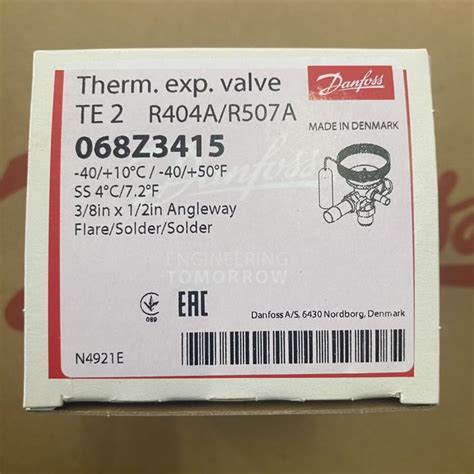 Therm. exp. valve
Danfoss
TE 2 R404A/R507A
MADE IN DENMARK
068Z3415
-40/+10°C / -40/+50°F
SS 4°C/7.2°F
3/8in x 1/2in Angleway
Flare/Solder/Solder
Danfoss
ENGINEERING
TOMORROW
089
EAC
Danfoss A/S, 6430 Nordborg, Denmark
N4921E